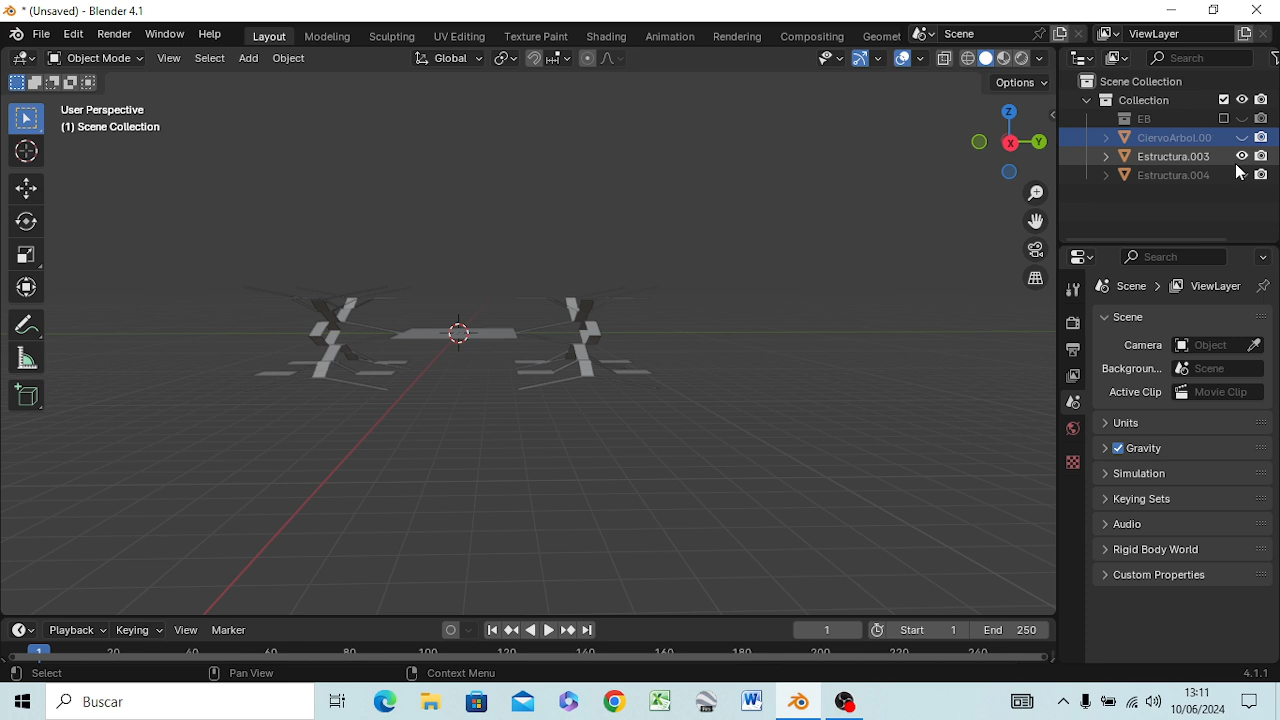 * (Unsaved) - Blender 4.1
File Edit Render Window Help Layout Modeling Sculpting UV Editing Texture Paint Shading Animation Rendering Compositing Geomet Scene ViewLayer
Object Mode View Select Add Object Global Search
Options
User Perspective
(1) Scene Collection
Z
X
Y
Scene Collection
Collection
EB
CiervoArbol.00
Estructura.003
Estructura.004
Search
Scene ViewLayer
Scene
Camera Object
Backgroun... Scene
Active Clip Movie Clip
Units
Gravity
Simulation
Keying Sets
Audio
Rigid Body World
Custom Properties
Playback Keying View Marker 1 Start 1 End 250
1 20 40 60 80 100 120 140 160 180 200 220 240
Select Pan View Context Menu 4.1.1
Buscar
13:11
10/06/2024